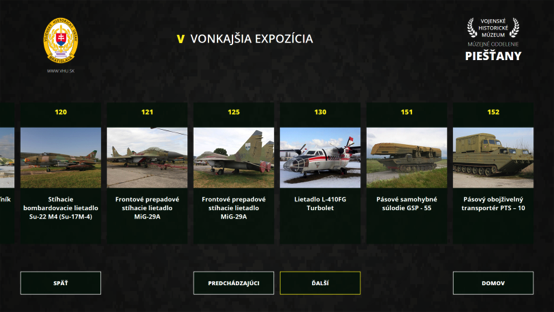 V VONKAJŠIA EXPOZÍCIA
WWW.VHU.SK
VOJENSKÉ
HISTORICKÉ
MÚZEUM
MÚZEJNÉ ODDELENIE
PIEŠŤANY
120
121
125
130
151
152
Stíhacie
bombardovacie lietadlo
Su-22 M4 (Su-17M-4)
Frontové prepadové
stíhacie lietadlo
MiG-29A
Frontové prepadové
stíhacie lietadlo
MiG-29A
Lietadlo L-410FG
Turbolet
Pásové samohybné
súlodie GSP - 55
Pásový obojživelný
transportér PTS – 10
SPÄŤ
PREDCHÁDZAJÚCI
ĎALŠÍ
DOMOV